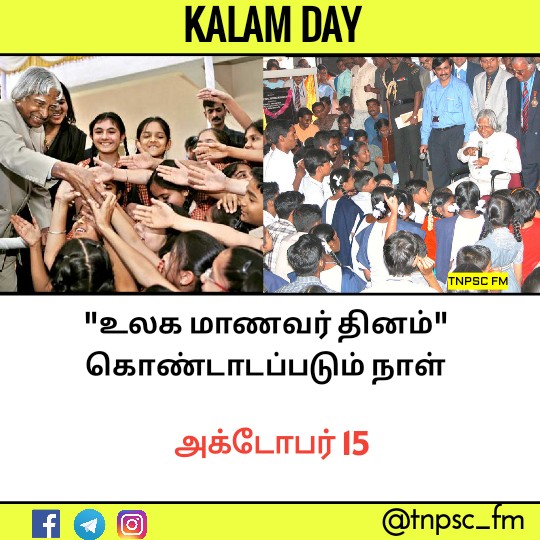 KALAM DAY
TNPSC FM
"உலக மாணவர் தினம்"
கொண்டாடப்படும் நாள்
அக்டோபர் 15
@tnpsc_fm